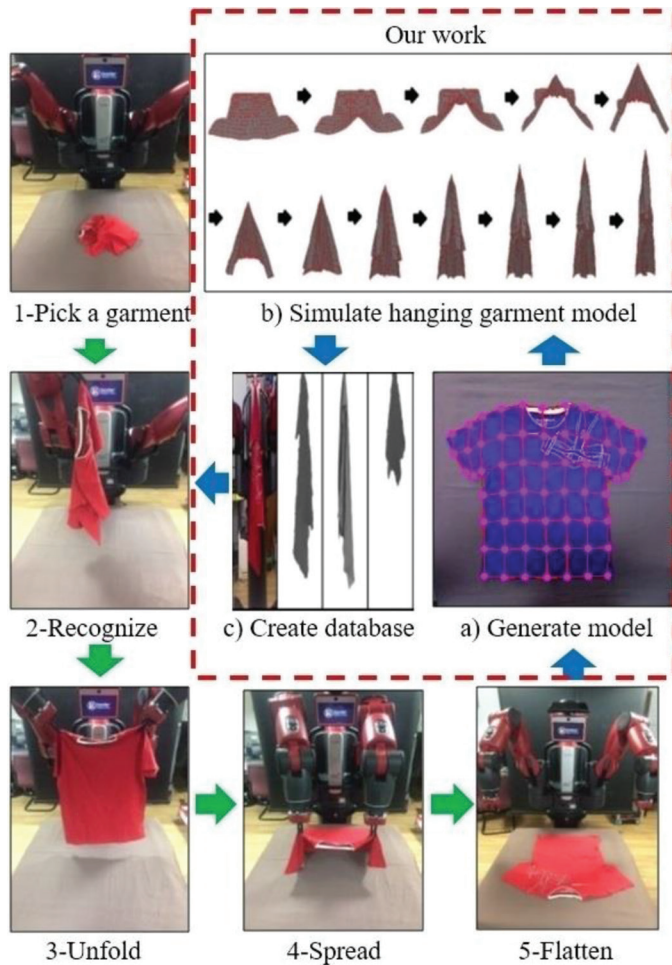 Our work
1-Pick a garment
b) Simulate hanging garment model
2-Recognize
c) Create database
a) Generate model
3-Unfold
4-Spread
5-Flatten